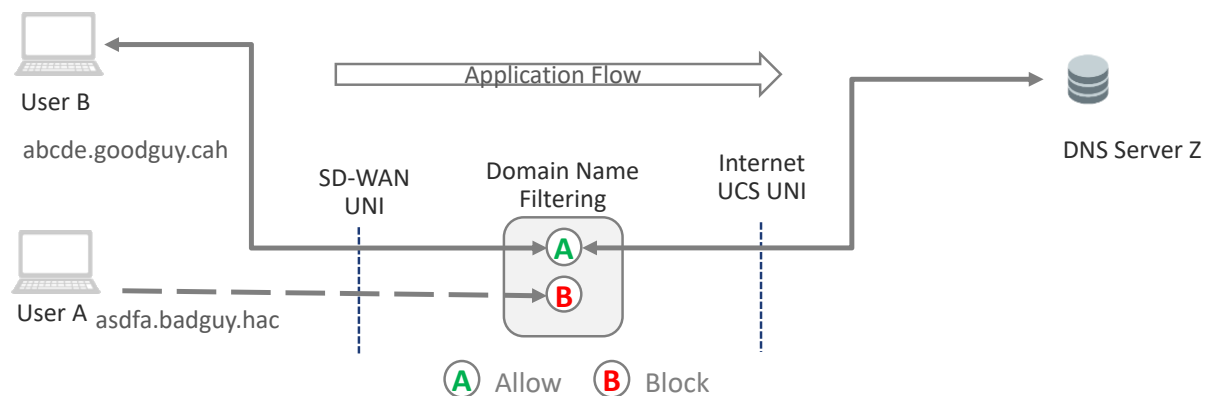 Application Flow
User B
abcde.goodguy.cah
DNS Server Z
SD-WAN
UNI
Domain Name
Filtering
Internet
UCS UNI
A
B
User A
asdfa.badguy.hac
A Allow
B Block